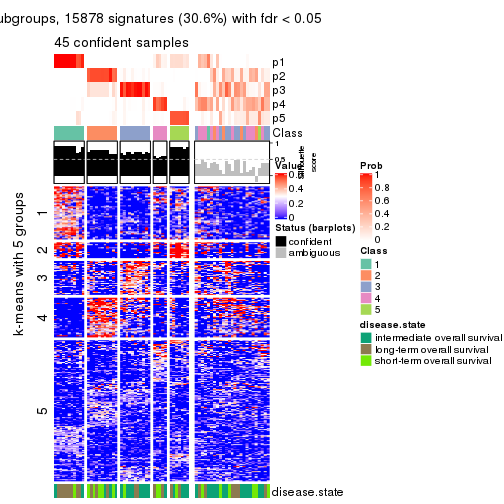 ubgroups, 15878 signatures (30.6%) with fdr < 0.05
45 confident samples
p1
p2
p3
p4
p5
Class
1
0.5
Silhouette
score
k-means with 5 groups
1
2
3
4
5
disease.state
Value
0.6
0.4
0.2
0
Status (barplots)
confident
ambiguous
Prob
1
0.8
0.6
0.4
0.2
0
Class
1
2
3
4
5
disease.state
intermediate overall survival
long-term overall survival
short-term overall survival